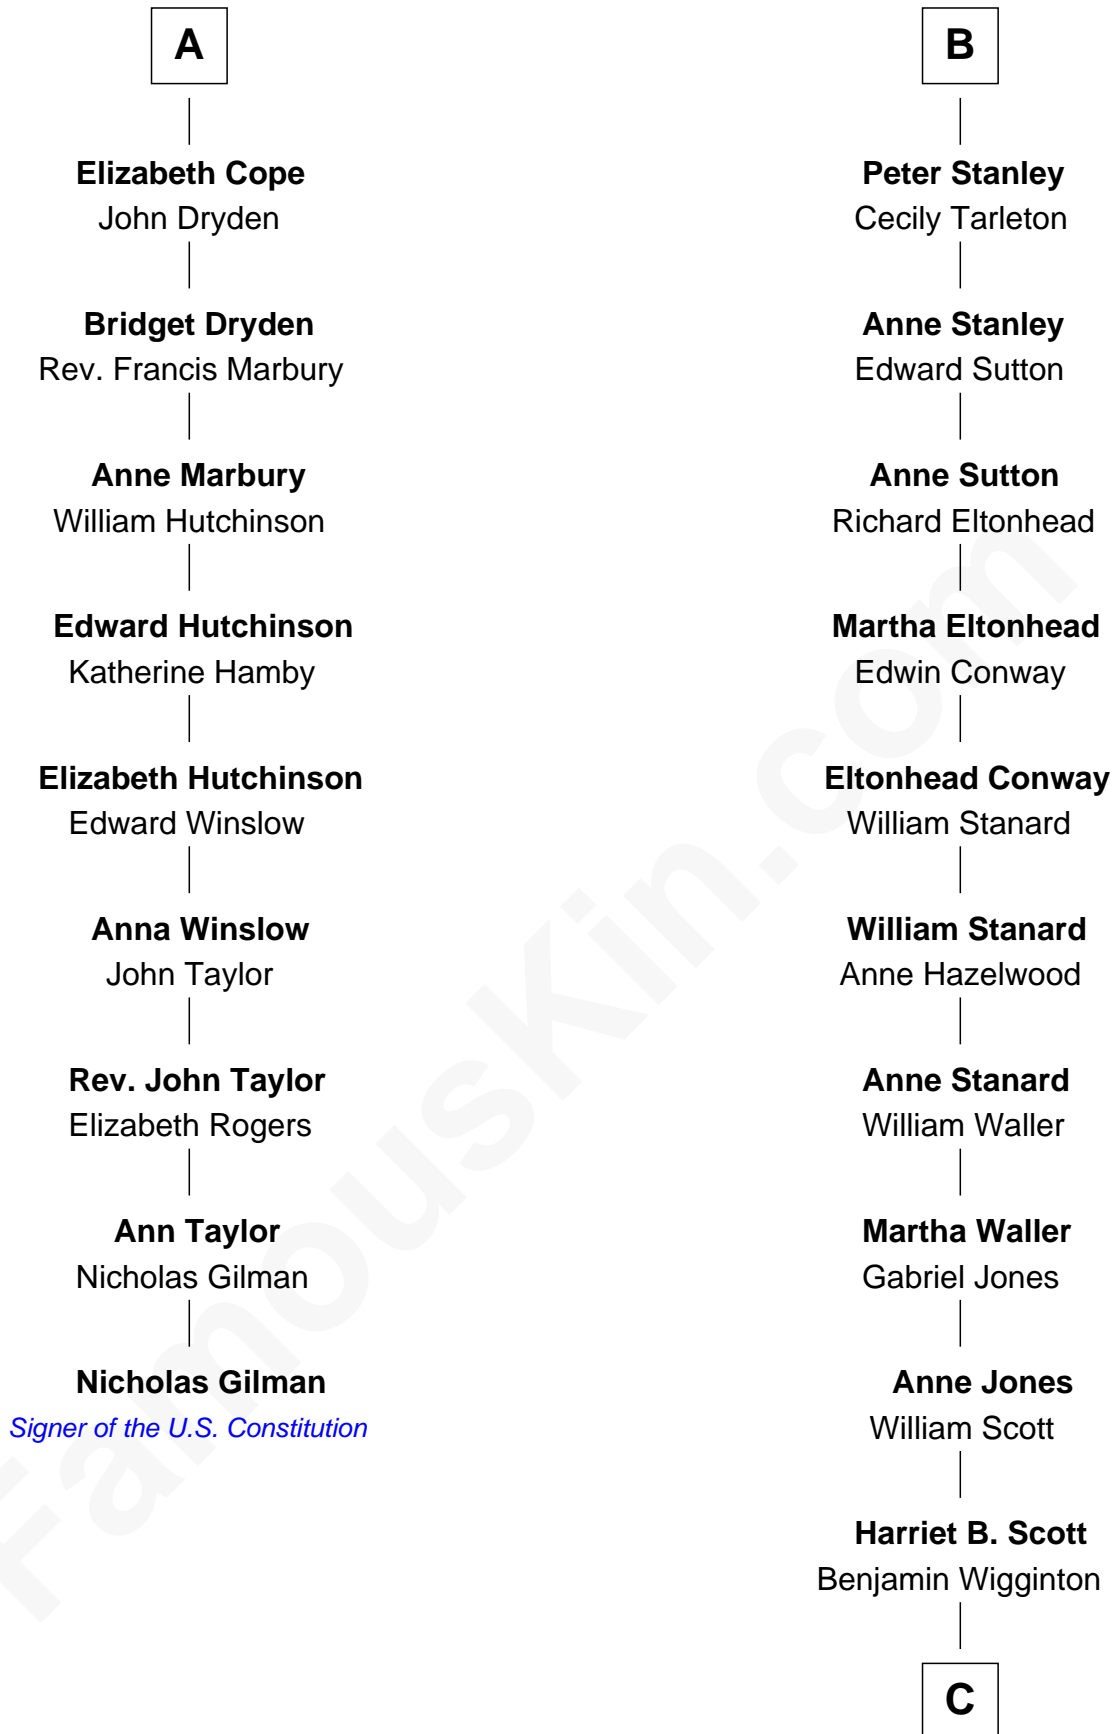 A
Elizabeth Cope
John Dryden
Bridget Dryden
Rev. Francis Marbury
Anne Marbury
William Hutchinson
Edward Hutchinson
Katherine Hamby
Elizabeth Hutchinson
Edward Winslow
Anna Winslow
John Taylor
Rev. John Taylor
Elizabeth Rogers
Ann Taylor
Nicholas Gilman
Nicholas Gilman
Signer of the U.S. Constitution
B
Peter Stanley
Cecily Tarleton
Anne Stanley
Edward Sutton
Anne Sutton
Richard Eltonhead
Martha Eltonhead
Edwin Conway
Eltonhead Conway
William Stanard
William Stanard
Anne Hazelwood
Anne Stanard
William Waller
Martha Waller
Gabriel Jones
Anne Jones
William Scott
Harriet B. Scott
Benjamin Wigginton
C
FamousKin.com